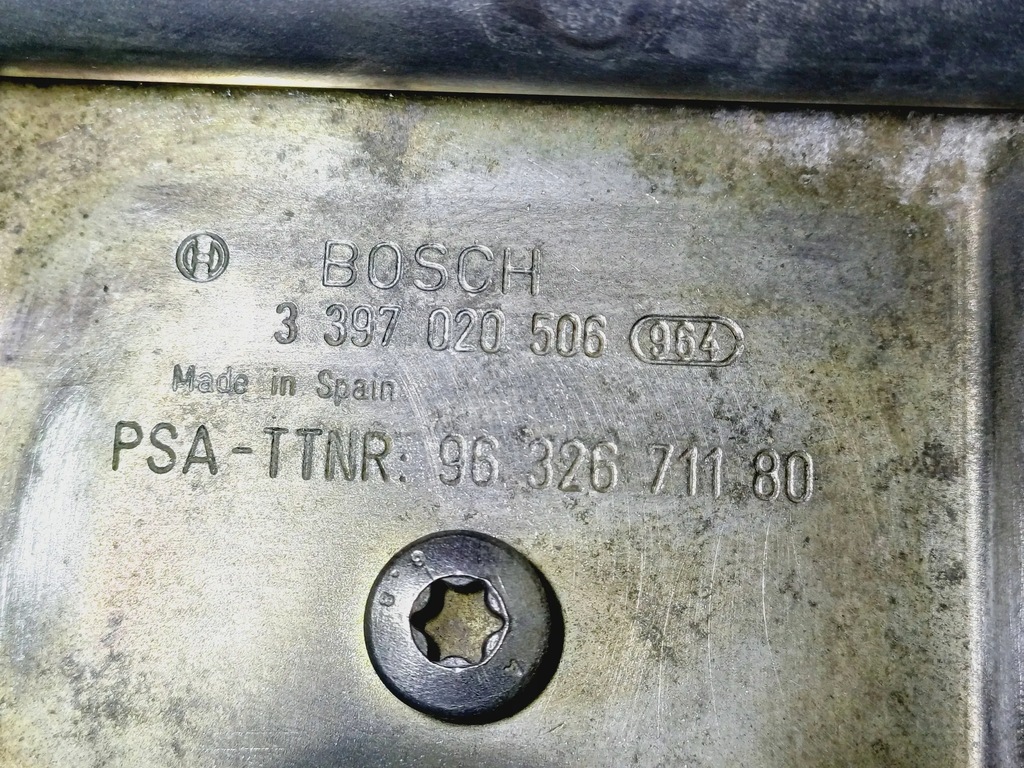 BOSCH
3 397 020 506 964
Made in Spain
PSA-TTNR: 96 326 711 80